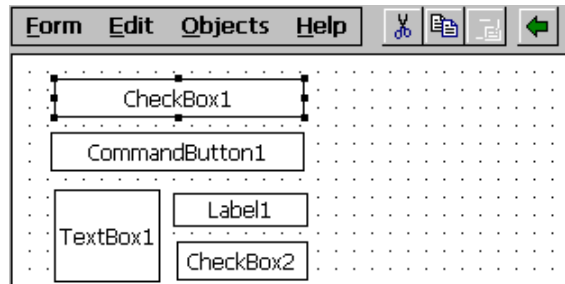 Form Edit Objects Help
CheckBox1
CommandButton1
TextBox1
Label1
CheckBox2